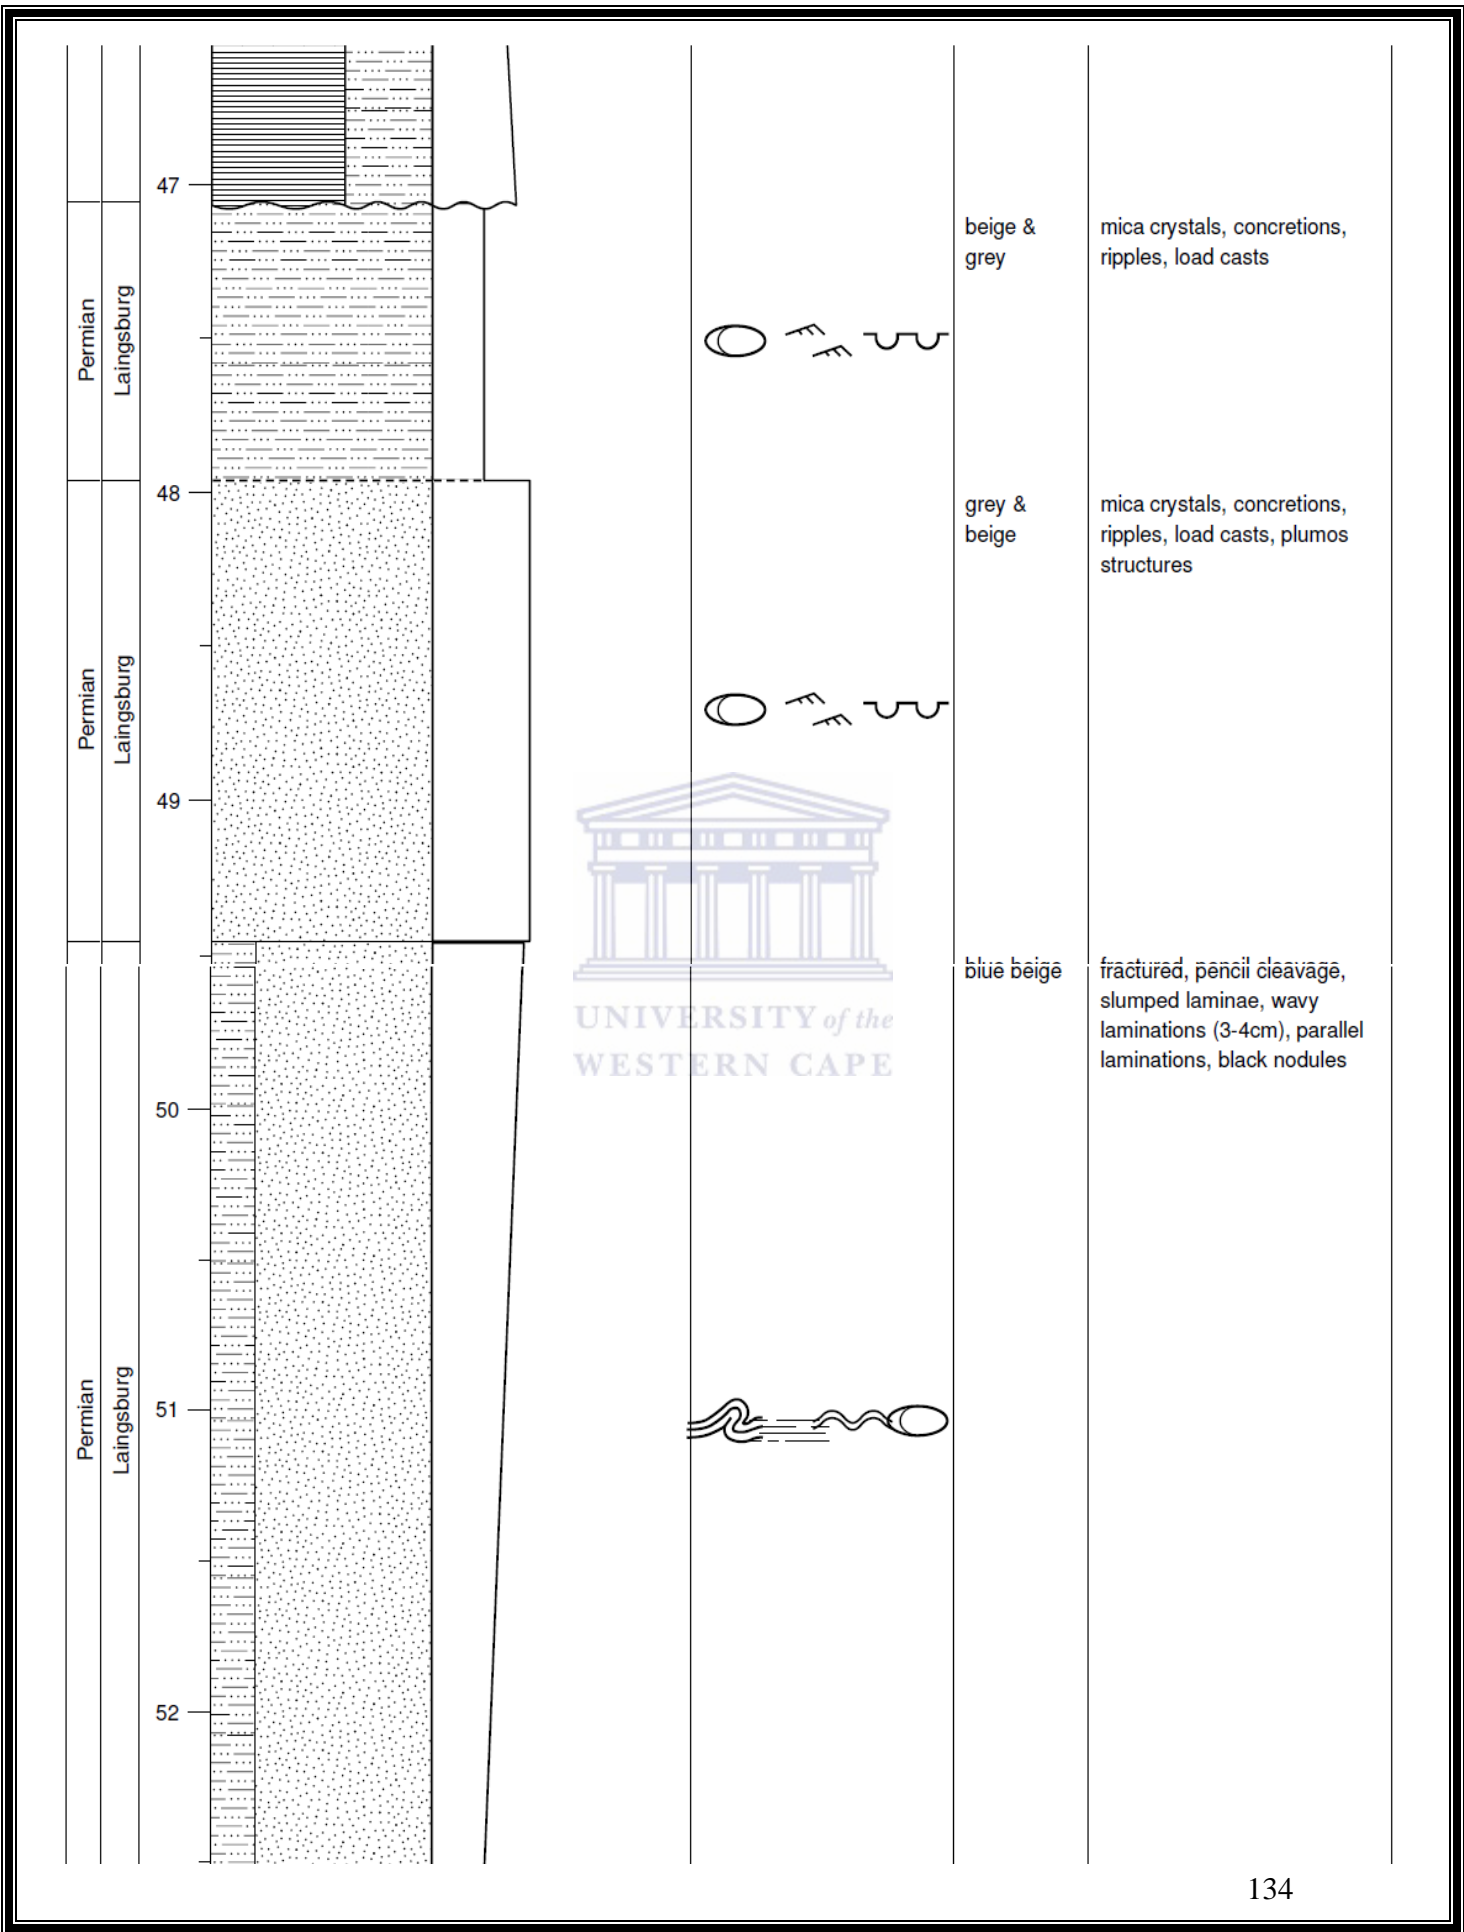 47
beige &
grey
mica crystals, concretions,
ripples, load casts
Permian
Laingsburg
48
grey &
beige
mica crystals, concretions,
ripples, load casts, plumos
structures
Permian
Laingsburg
49
blue beige
fractured, pencil cleavage,
slumped laminae, wavy
laminations (3-4cm), parallel
laminations, black nodules
UNIVERSITY of the
WESTERN CAPE
50
Permian
Laingsburg
51
52
134